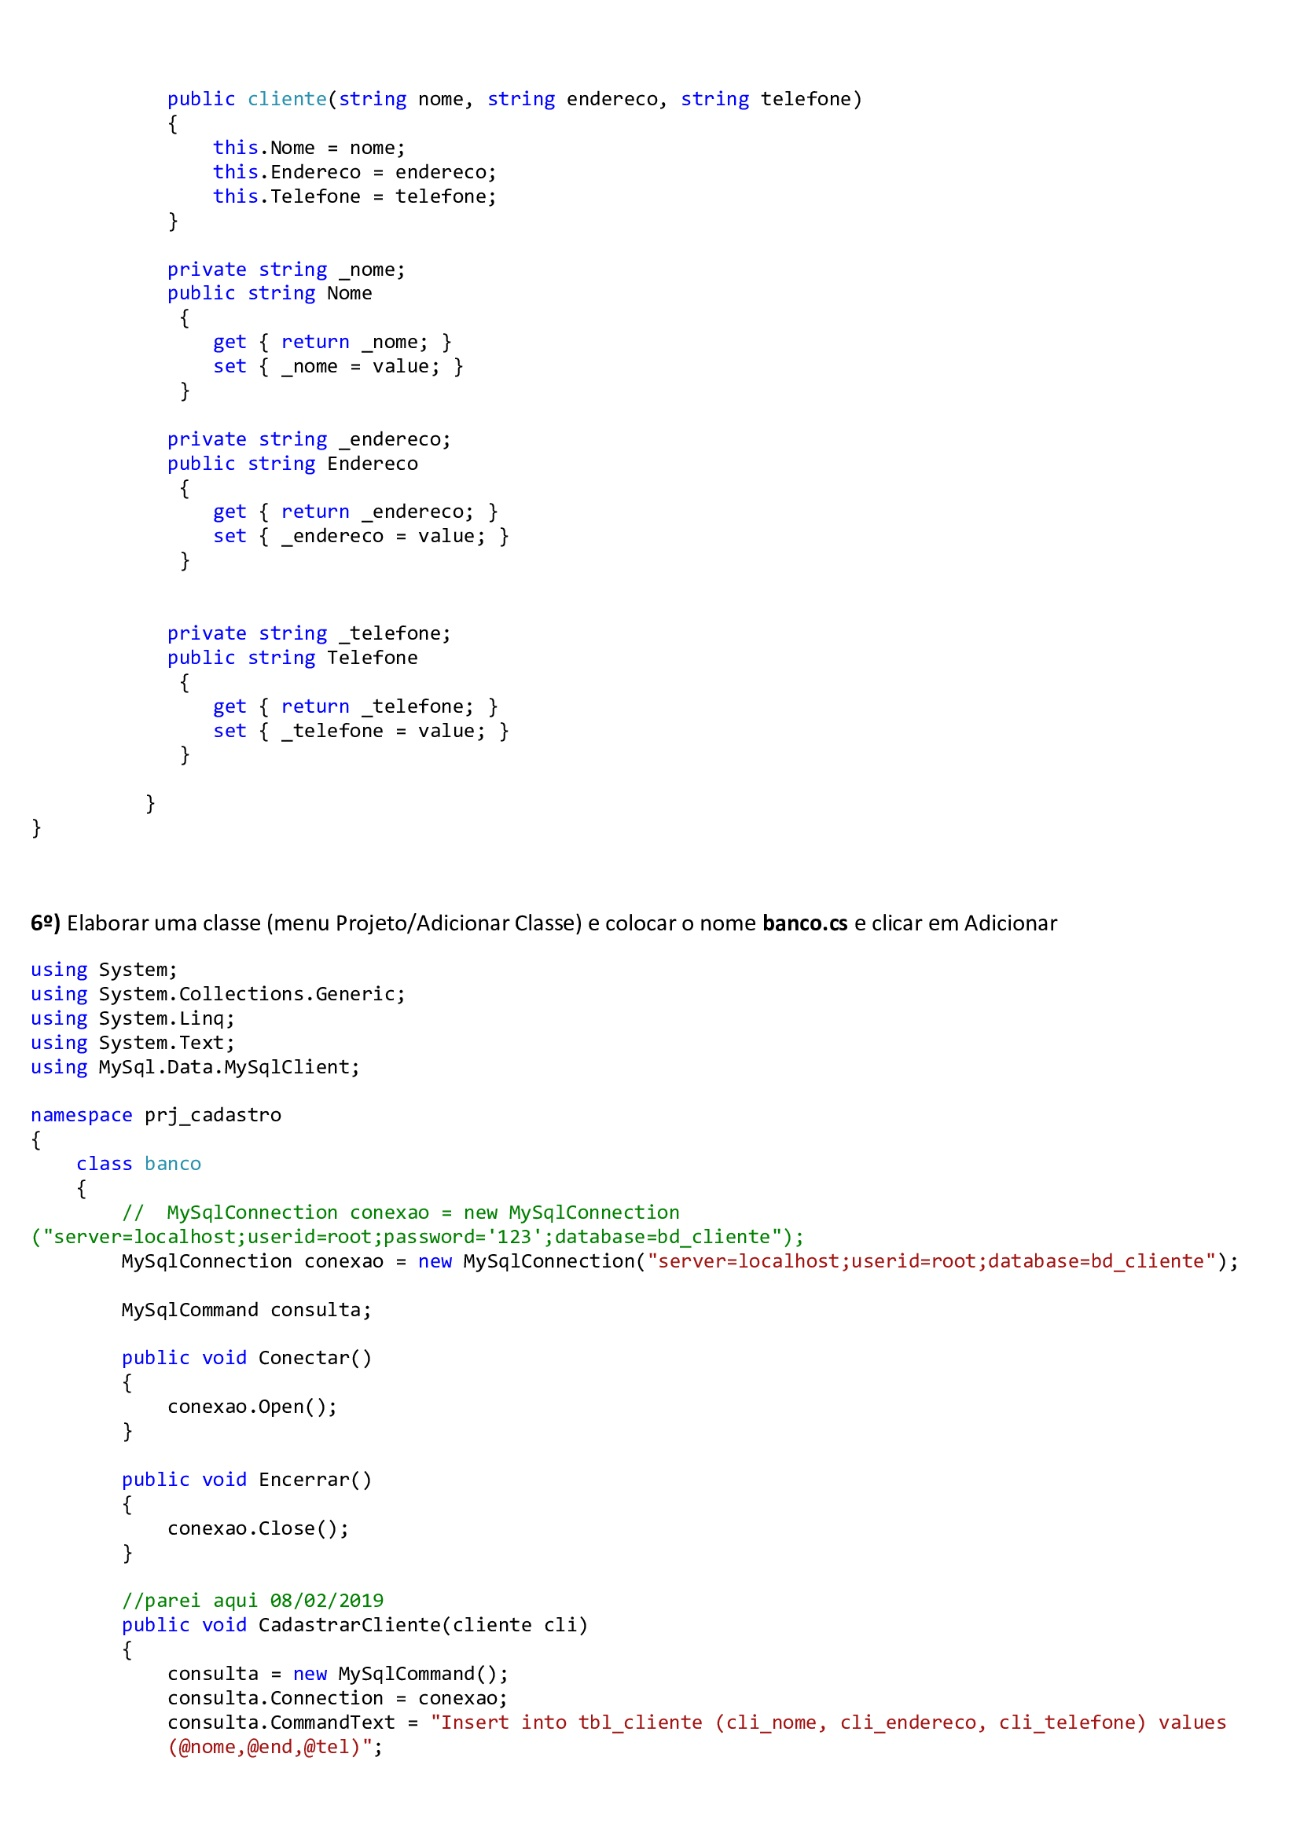 public cliente(string nome, string endereco, string telefone)
{
this.Nome = nome;
this.Endereco = endereco;
this.Telefone = telefone;
}
private string _nome;
public string Nome
{
get { return _nome; }
set { _nome = value; }
}
private string _endereco;
public string Endereco
{
get { return _endereco; }
set { _endereco = value; }
}
private string _telefone;
public string Telefone
{
get { return _telefone; }
set { _telefone = value; }
}
}
}
6º) Elaborar uma classe (menu Projeto/Adicionar Classe) e colocar o nome banco.cs e clicar em Adicionar
using System;
using System.Collections.Generic;
using System.Linq;
using System.Text;
using MySql.Data.MySqlClient;
namespace prj_cadastro
{
class banco
{
// MySqlConnection conexao = new MySqlConnection
("server=localhost;userid=root;password='123';database=bd_cliente");
MySqlConnection conexao = new MySqlConnection("server=localhost;userid=root;database=bd_cliente");
MySqlCommand consulta;
public void Conectar()
{
conexao.Open();
}
public void Encerrar()
{
conexao.Close();
}
//parei aqui 08/02/2019
public void CadastrarCliente(cliente cli)
{
consulta = new MySqlCommand();
consulta.Connection = conexao;
consulta.CommandText = "Insert into tbl_cliente (cli_nome, cli_endereco, cli_telefone) values
(@nome,@end,@tel)";